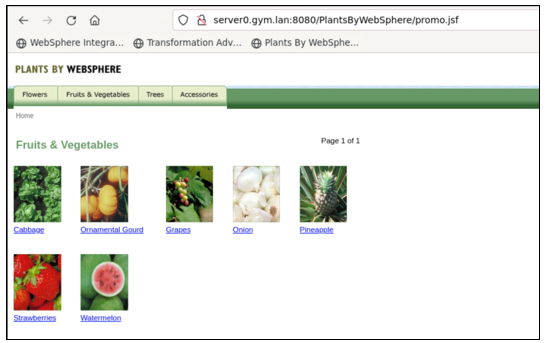 server0.gym.lan:8080/PlantsByWebSphere/promo.jsf
WebSphere Integra... Transformation Adv... Plants By WebSphe...
PLANTS BY WEBSPHERE
Flowers Fruits & Vegetables Trees Accessories
Home
Fruits & Vegetables Page 1 of 1
Cabbage Ornamental Gourd Grapes Onion Pineapple
Strawberries Watermelon